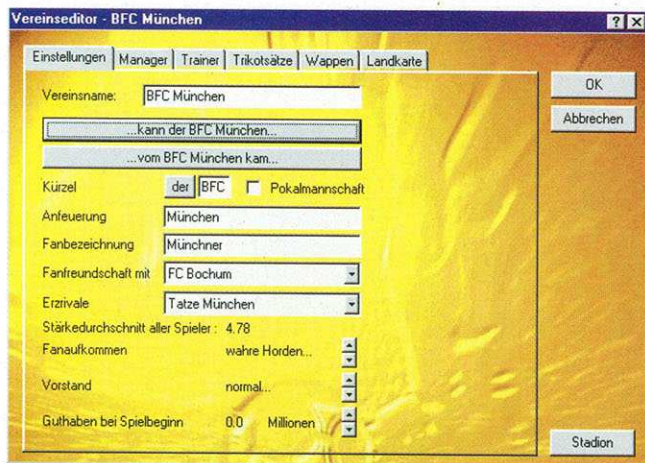 Vereinseditor - BFC München
Einstellungen Manager Trainer Trikotsätze Wappen Landkarte
OK
Vereinsname: BFC München
Abbrechen
...kann der BFC München...
...vom BFC München kam...
Kürzel der BFC Pokalmannschaft
Anfeuerung München
Fanbezeichnung Münchner
Fanfreundschaft mit FC Bochum
Erzrivale Tatze München
Stärkedurchschnitt aller Spieler : 4.78
Fanaufkommen wahre Horden...
Vorstand normal...
Guthaben bei Spielbeginn 0.0 Millionen
Stadion